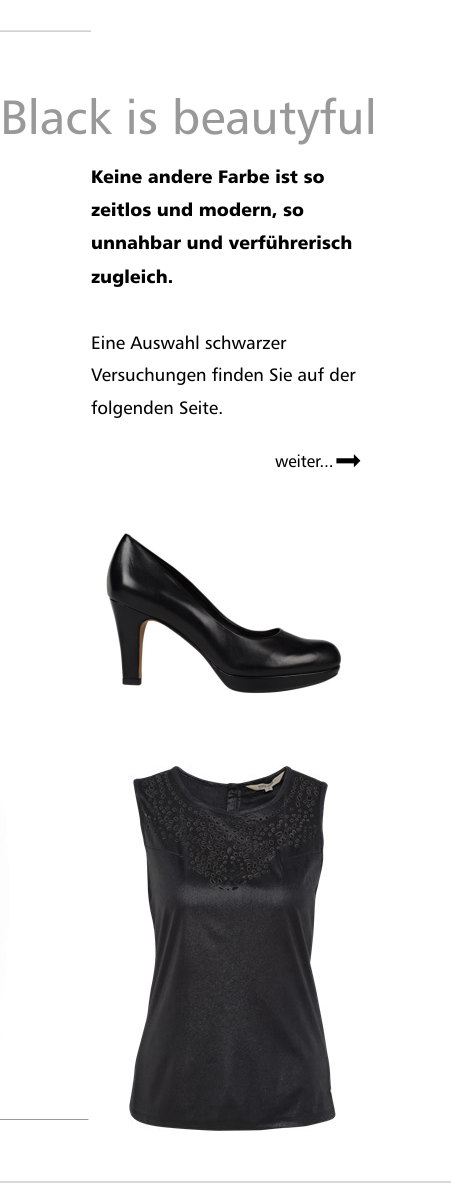 Black is beautyful
Keine andere Farbe ist so
zeitlos und modern, so
unnahbar und verführerisch
zugleich.
Eine Auswahl schwarzer
Versuchungen finden Sie auf der
folgenden Seite.
weiter...